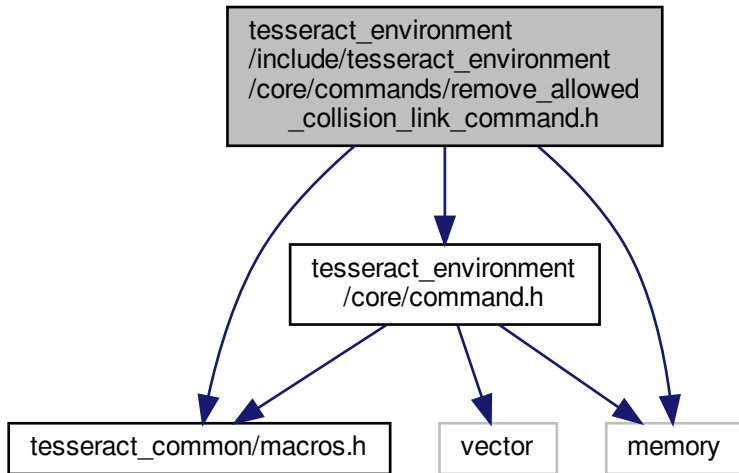 tesseract_environment
/include/tesseract_environment
/core/commands/remove_allowed
_collision_link_command.h
tesseract_environment
/core/command.h
tesseract_common/macros.h
vector
memory